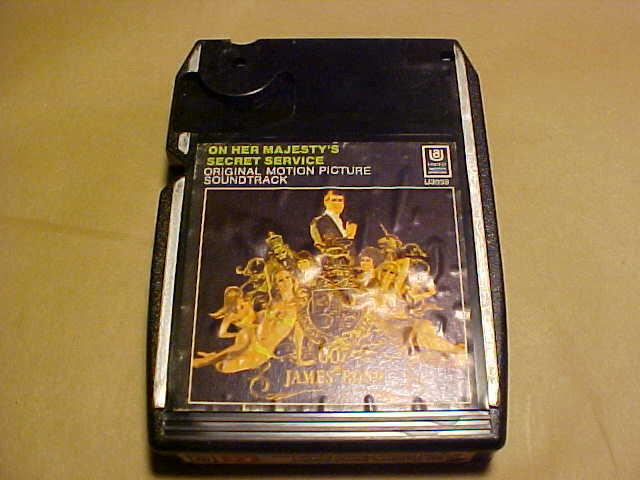 ON HER MAJESTY'S
SECRET SERVICE
ORIGINAL MOTION PICTURE
SOUNDTRACK
007
JAMES BOND